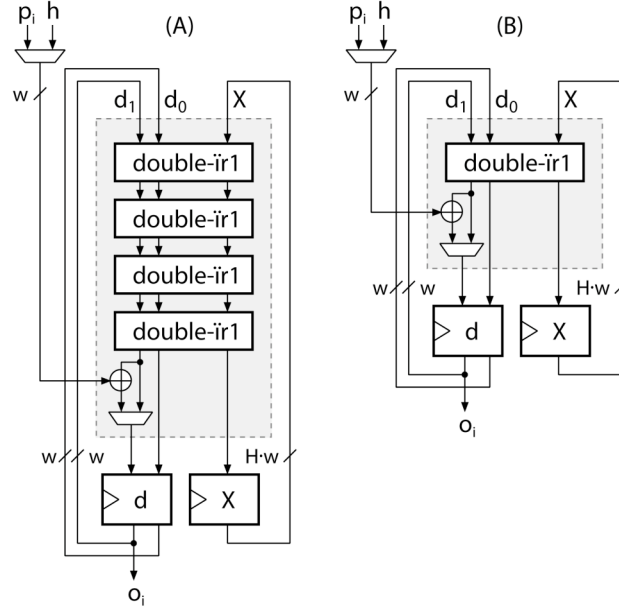 (A)
pᵢ h
w
d₁ d₀ X
double-ïr1
double-ïr1
double-ïr1
double-ïr1
w w H·w
d X
oᵢ
(B)
pᵢ h
w
d₁ d₀ X
double-ïr1
w w H·w
d X
oᵢ